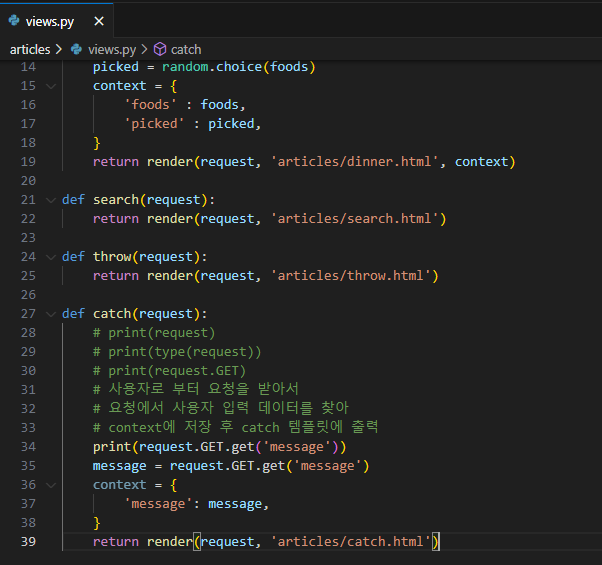 views.py ×
articles > views.py > catch
14 picked = random.choice(foods)
15 context = {
16 'foods' : foods,
17 'picked' : picked,
18 }
19 return render(request, 'articles/dinner.html', context)
20
21 def search(request):
22 return render(request, 'articles/search.html')
23
24 def throw(request):
25 return render(request, 'articles/throw.html')
26
27 def catch(request):
28 # print(request)
29 # print(type(request))
30 # print(request.GET)
31 # 사용자로 부터 요청을 받아서
32 # 요청에서 사용자 입력 데이터를 찾아
33 # context에 저장 후 catch 템플릿에 출력
34 print(request.GET.get('message'))
35 message = request.GET.get('message')
36 context = {
37 'message': message,
38 }
39 return render(request, 'articles/catch.html')